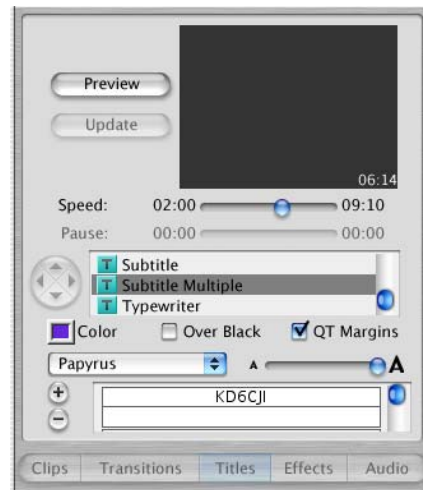 Preview
Update
06:14
Speed: 02:00 09:10
Pause: 00:00 00:00
T Subtitle
T Subtitle Multiple
T Typewriter
Color Over Black QT Margins
Papyrus A A
+
KD6CJI
−
Clips Transitions Titles Effects Audio